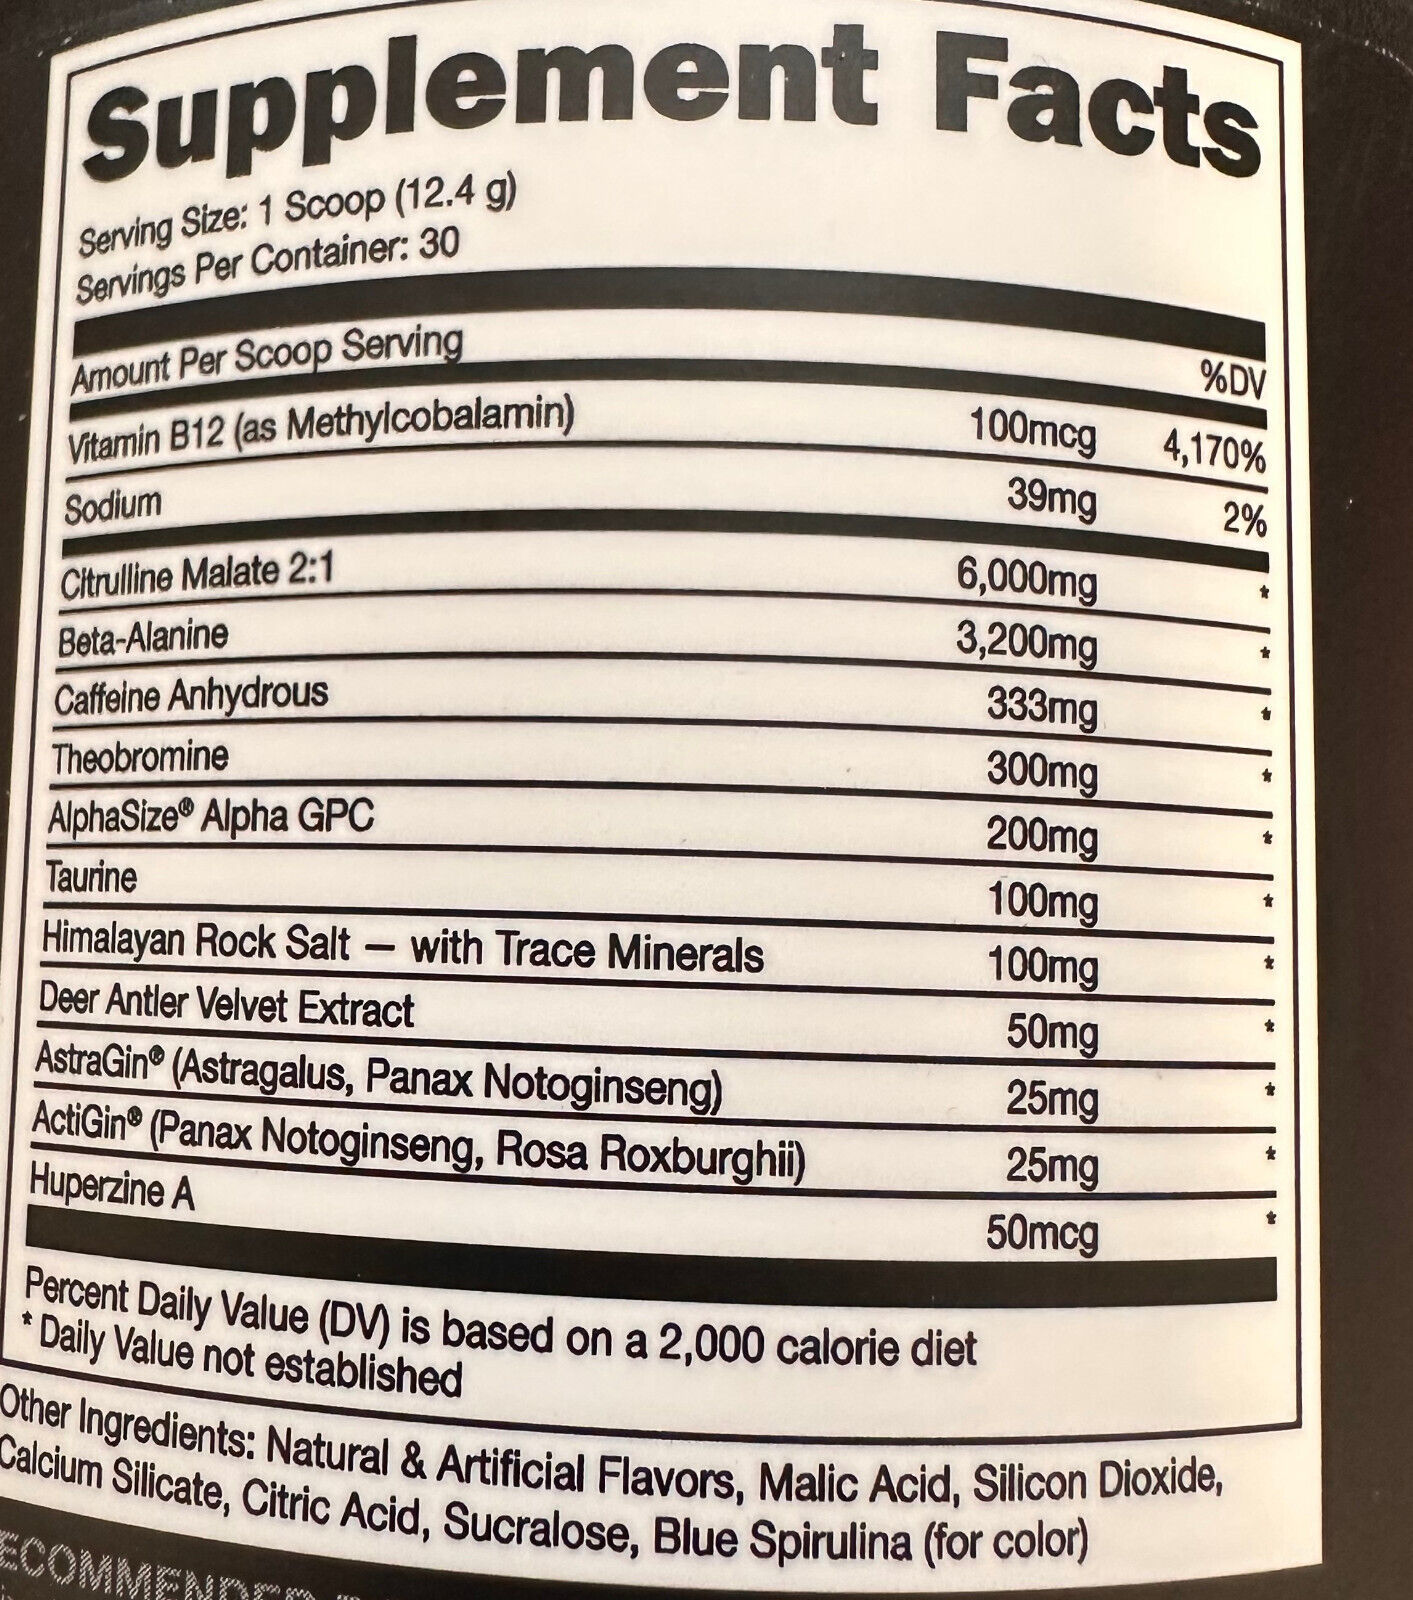 Supplement Facts
Serving Size: 1 Scoop (12.4 g)
Servings Per Container: 30
Amount Per Scoop Serving %DV
Vitamin B12 (as Methylcobalamin) 100mcg 4,170%
Sodium 39mg 2%
Citrulline Malate 2:1 6,000mg *
Beta-Alanine 3,200mg *
Caffeine Anhydrous 333mg *
Theobromine 300mg *
AlphaSize® Alpha GPC 200mg *
Taurine 100mg *
Himalayan Rock Salt – with Trace Minerals 100mg *
Deer Antler Velvet Extract 50mg *
AstraGin® (Astragalus, Panax Notoginseng) 25mg *
ActiGin® (Panax Notoginseng, Rosa Roxburghii) 25mg *
Huperzine A 50mcg *
Percent Daily Value (DV) is based on a 2,000 calorie diet
* Daily Value not established
Other Ingredients: Natural & Artificial Flavors, Malic Acid, Silicon Dioxide,
Calcium Silicate, Citric Acid, Sucralose, Blue Spirulina (for color)
ECOMMENDED